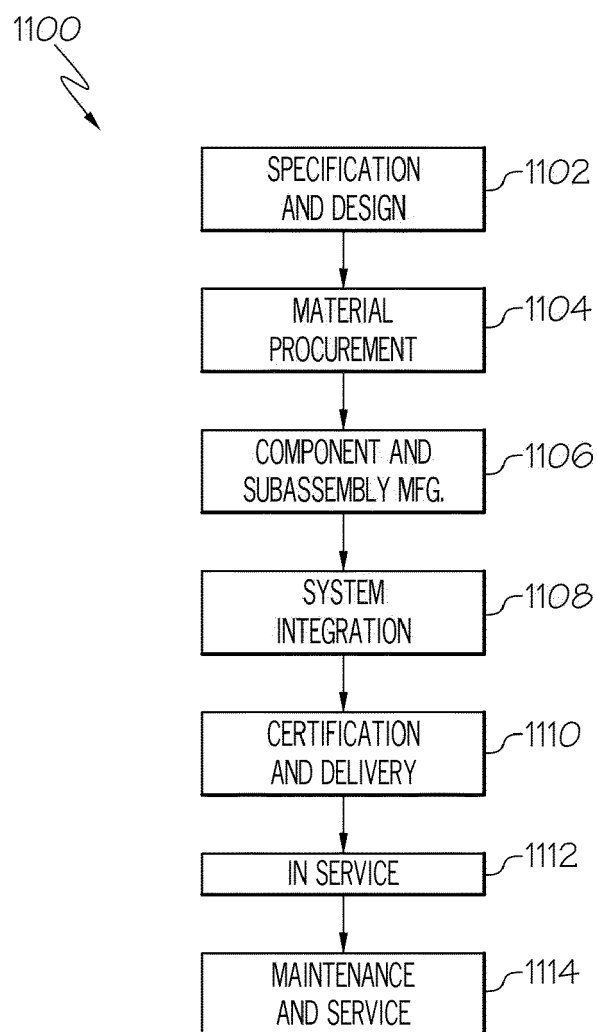 1100
SPECIFICATION
AND DESIGN
1102
MATERIAL
PROCUREMENT
1104
COMPONENT AND
SUBASSEMBLY MFG.
1106
SYSTEM
INTEGRATION
1108
CERTIFICATION
AND DELIVERY
1110
IN SERVICE
1112
MAINTENANCE
AND SERVICE
1114